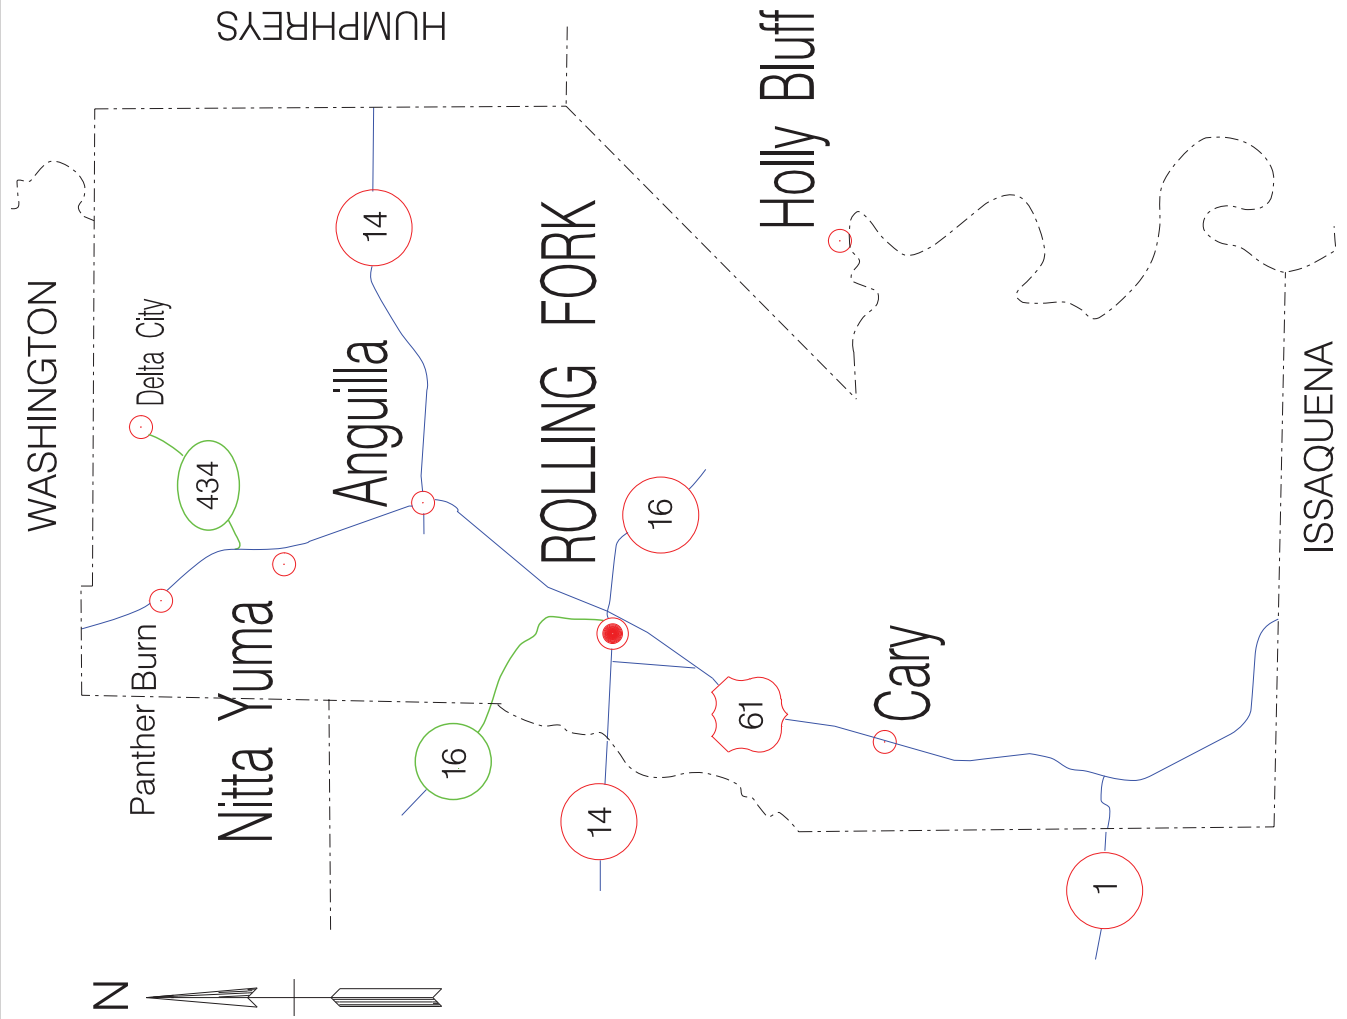 WASHINGTON
HUMPHREYS
Delta City
434
14
Panther Burn
Nitta Yuma
Anguilla
ROLLING FORK
16
16
14
Holly Bluff
61
Cary
1
ISSAQUENA
N